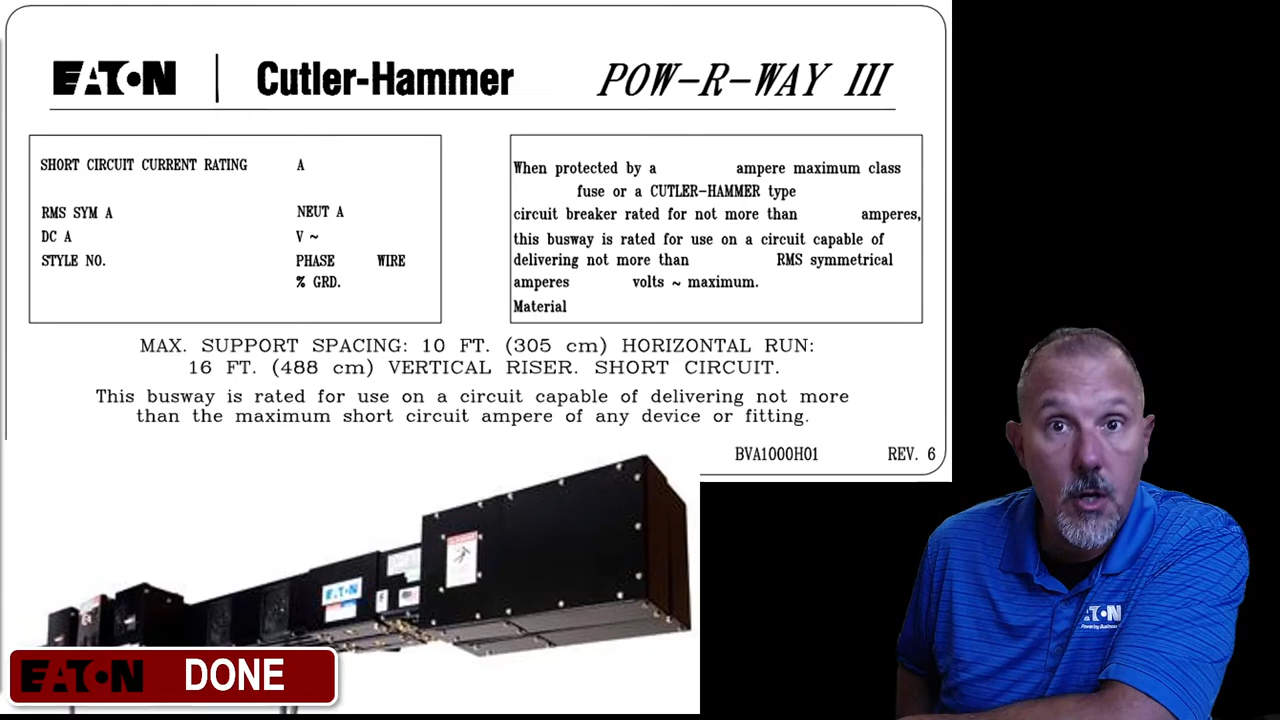 EATON Cutler-Hammer POW-R-WAY III
SHORT CIRCUIT CURRENT RATING A
RMS SYM A NEUT A
DC A V ~
STYLE NO. PHASE WIRE
% GRD.
When protected by a ampere maximum class
fuse or a CUTLER-HAMMER type
circuit breaker rated for not more than amperes,
this busway is rated for use on a circuit capable of
delivering not more than RMS symmetrical
amperes volts ~ maximum.
Material
MAX. SUPPORT SPACING: 10 FT. (305 cm) HORIZONTAL RUN:
16 FT. (488 cm) VERTICAL RISER. SHORT CIRCUIT.
This busway is rated for use on a circuit capable of delivering not more
than the maximum short circuit ampere of any device or fitting.
BVA1000H01 REV. 6
EATON
EATON DONE
EATON
Powering Business